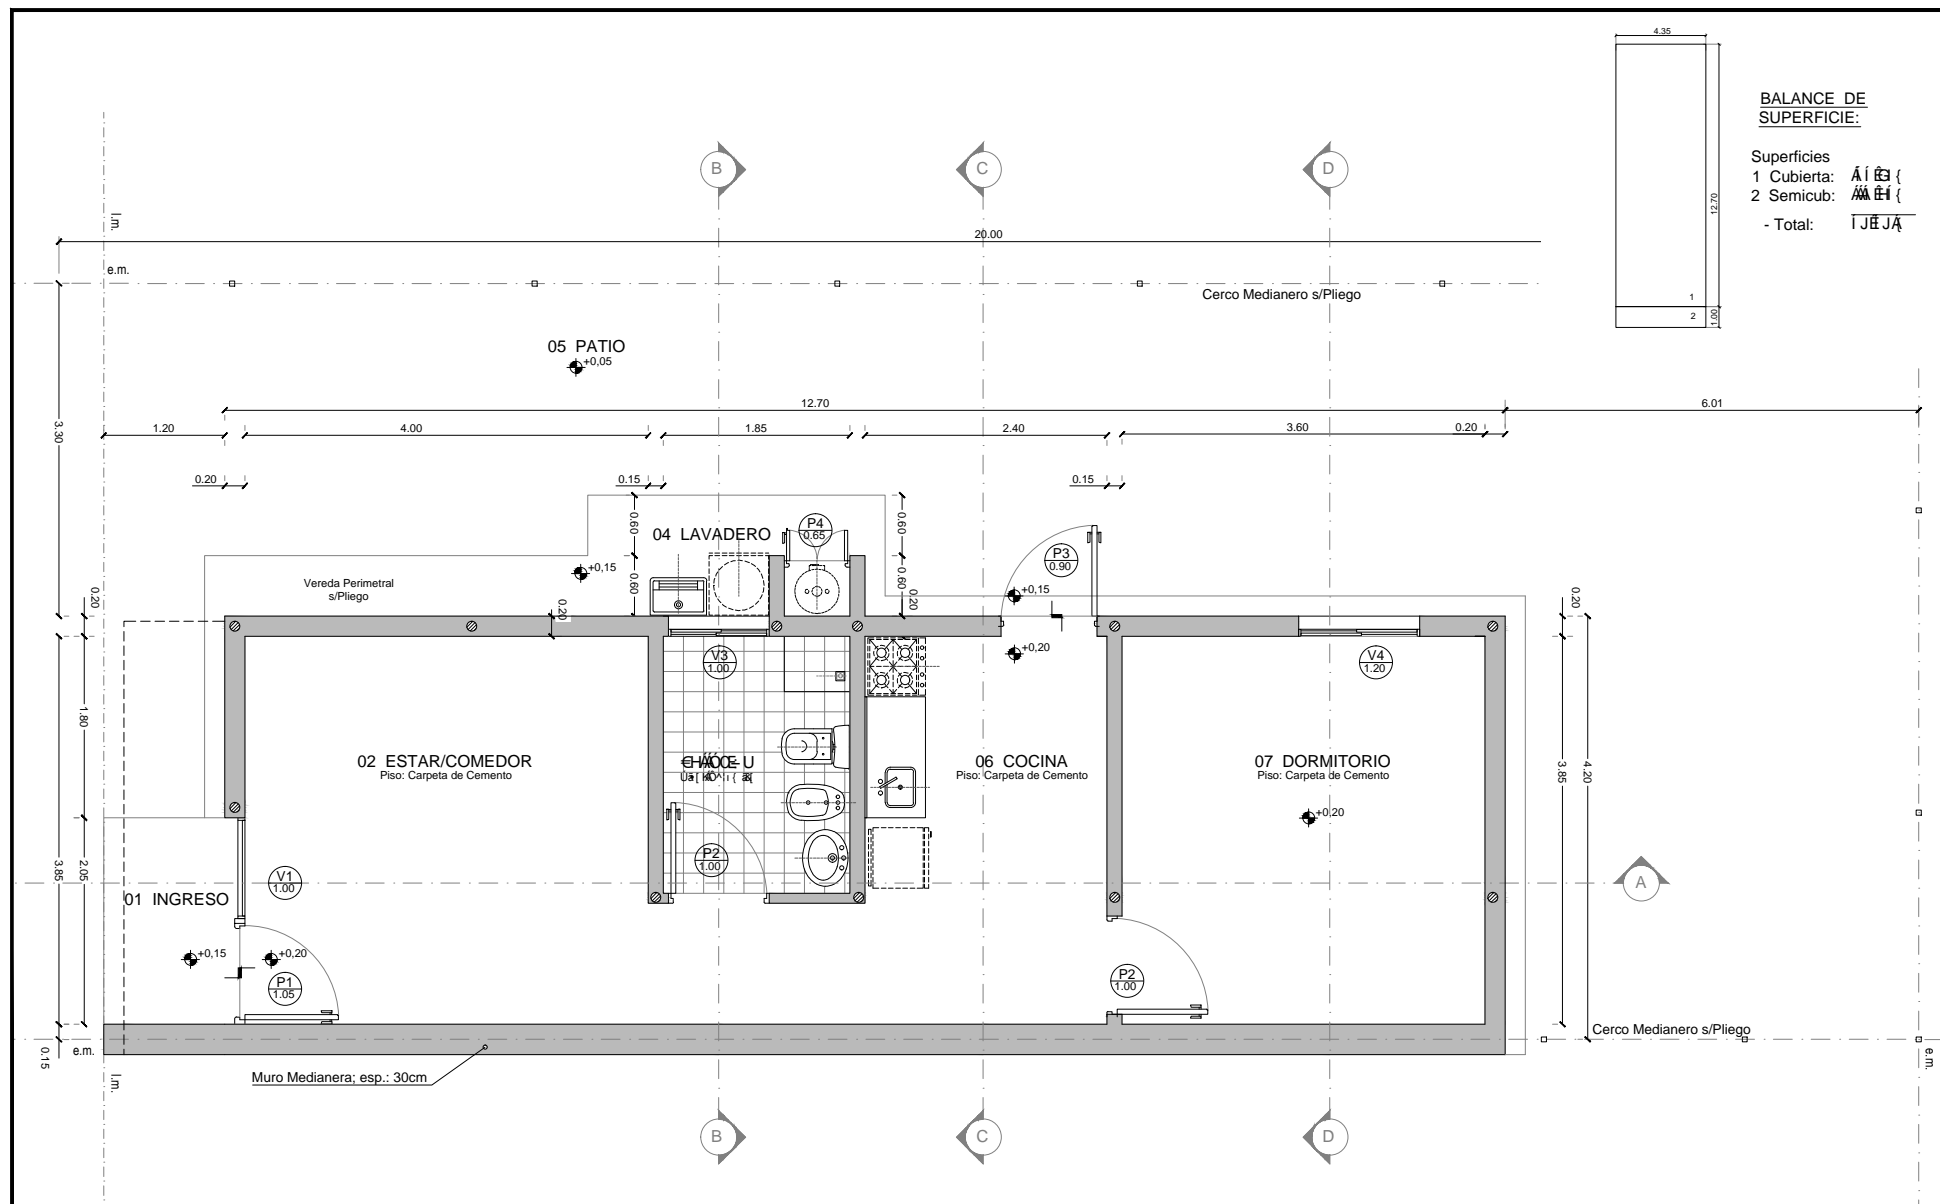 4.35
BALANCE DE
SUPERFICIE:
Superficies
1 Cubierta:
2 Semicub:
- Total:
12.70
1
2
1.00
B
C
D
l.m.
20.00
e.m.
Cerco Medianero s/Pliego
05 PATIO
+0,05
3.30
12.70
6.01
1.20
4.00
1.85
2.40
3.60
0.20
0.20
0.15
0.15
0.60
0.60
04 LAVADERO
P4
0.65
P3
0.90
+0,15
Vereda Perimetral
s/Pliego
0.60
0.60
+0,15
0.20
0.20
0.20
0.20
+0,20
V3
1.00
V4
1.20
1.80
02 ESTAR/COMEDOR
Piso: Carpeta de Cemento
06 COCINA
Piso: Carpeta de Cemento
07 DORMITORIO
Piso: Carpeta de Cemento
3.85
4.20
+0,20
3.85
2.05
V1
1.00
P2
1.00
A
01 INGRESO
+0,15
+0,20
P1
1.05
P2
1.00
Cerco Medianero s/Pliego
0.15
e.m.
e.m.
l.m.
Muro Medianera; esp.: 30cm
B
C
D